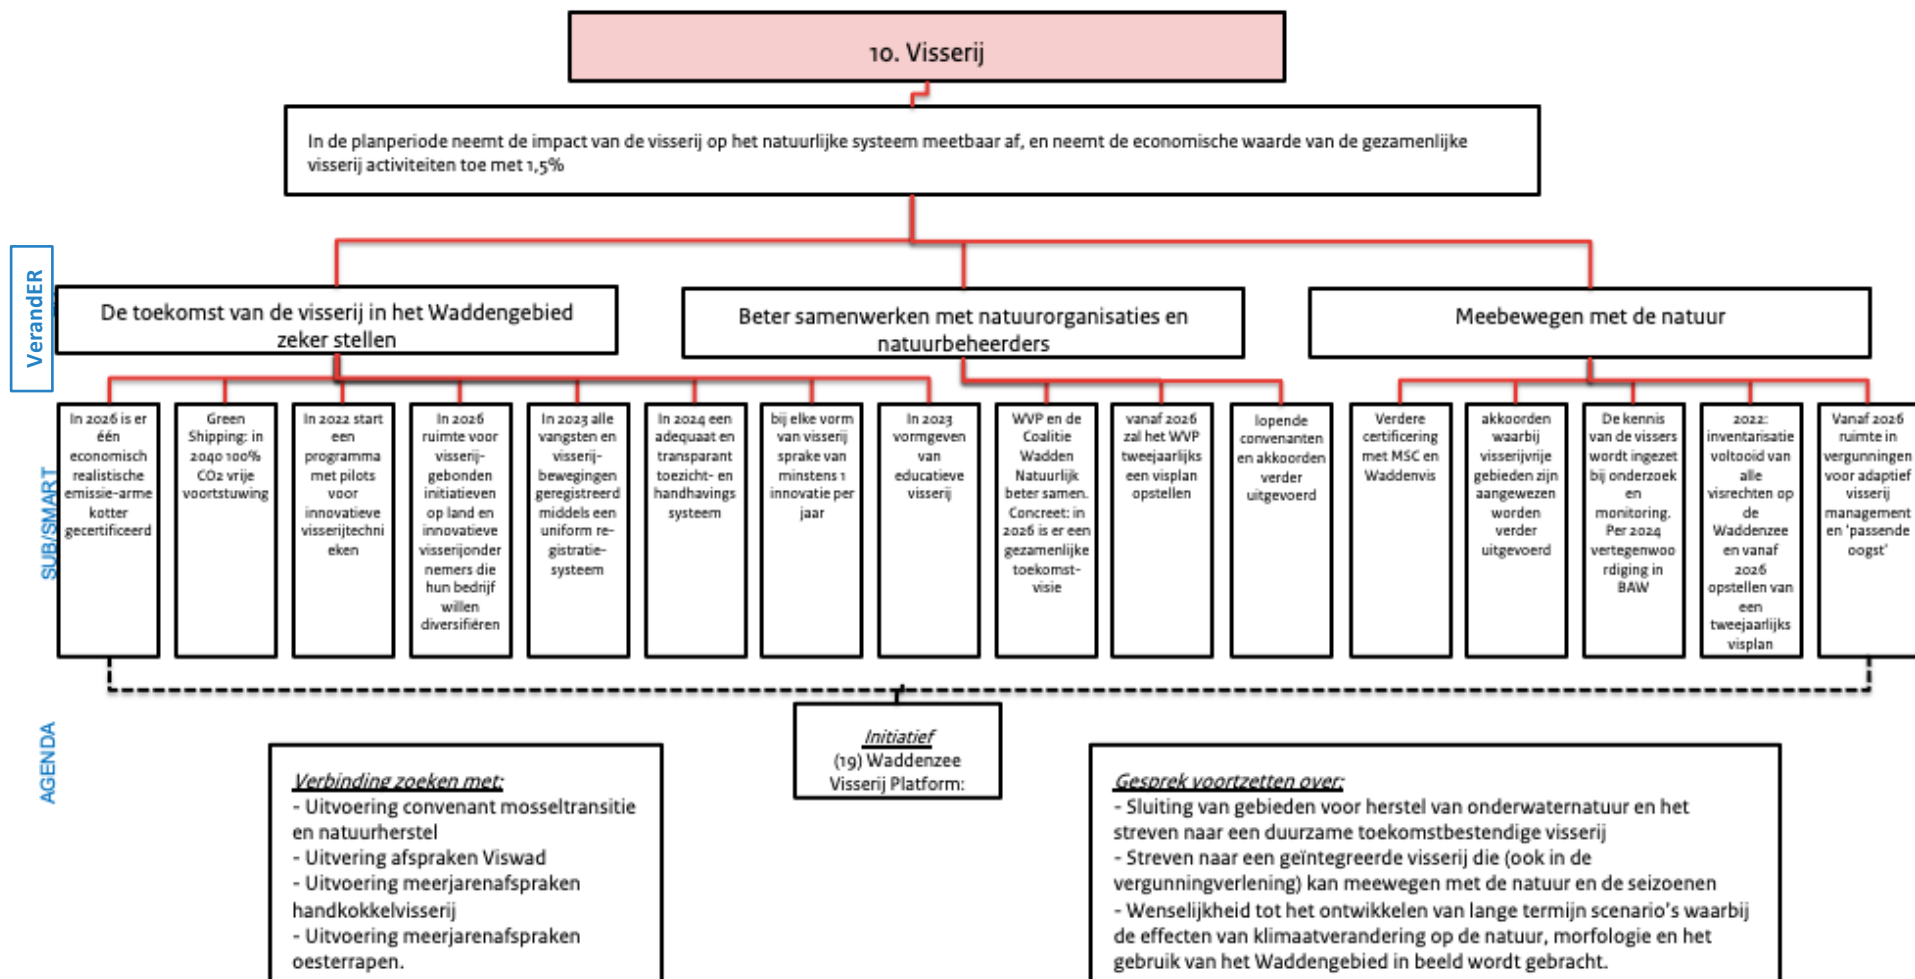 10. Visserij
In de planperiode neemt de impact van de visserij op het natuurlijke systeem meetbaar af, en neemt de economische waarde van de gezamenlijke
visserij activiteiten toe met 1,5%
VerandER
De toekomst van de visserij in het Waddengebied
zeker stellen
Beter samenwerken met natuurorganisaties en
natuurbeheerders
Meebewegen met de natuur
SUB/SMART
In 2026 is er
één
economisch
realistische
emissie-arme
kotter
gecertificeerd
Green
Shipping: in
2040 100%
CO2 vrije
voortstuwing
In 2022 start
een
programma
met pilots
voor
innovatieve
visserijtechni
eken
In 2026
ruimte voor
visserij-
gebonden
initiatieven
op land en
innovatieve
visserijonder
nemers die
hun bedrijf
willen
diversifiëren
In 2023 alle
vangsten en
visserij-
bewegingen
geregistreerd
middels een
uniform re-
gistratie-
systeem
In 2024 een
adequaat en
transparant
toezicht- en
handhavings
systeem
bij elke vorm
van visserij
sprake van
minstens 1
innovatie per
jaar
In 2023
vormgeven
van
educatieve
visserij
WVP en de
Coalitie
Wadden
Natuurlijk
beter samen.
Concreet: in
2026 is er een
gezamenlijke
toekomst-
visie
vanaf 2026
zal het WVP
tweejaarlijks
een visplan
opstellen
lopende
convenanten
en akkoorden
verder
uitgevoerd
Verdere
certificering
met MSC en
Waddenvis
akkoorden
waarbij
visserijvrije
gebieden zijn
aangewezen
worden
verder
uitgevoerd
De kennis
van de vissers
wordt ingezet
bij onderzoek
en
monitoring.
Per 2024
vertegenwoo
rdiging in
BAW
2022:
inventarisatie
voltooid van
alle
visrechten op
de
Waddenzee
en vanaf
2026
opstellen van
een
tweejaarlijks
visplan
Vanaf 2026
ruimte in
vergunningen
voor adaptief
visserij
management
en 'passende
oogst'
AGENDA
Initiatief
(19) Waddenzee
Visserij Platform:
Verbinding zoeken met:
- Uitvoering convenant mosseltransitie
en natuurherstel
- Uitvering afspraken Viswad
- Uitvoering meerjarenafspraken
handkokkelvisserij
- Uitvoering meerjarenafspraken
oesterrapen.
Gesprek voortzetten over:
- Sluiting van gebieden voor herstel van onderwaternatuur en het
streven naar een duurzame toekomstbestendige visserij
- Streven naar een geïntegreerde visserij die (ook in de
vergunningverlening) kan meewegen met de natuur en de seizoenen
- Wenselijkheid tot het ontwikkelen van lange termijn scenario's waarbij
de effecten van klimaatverandering op de natuur, morfologie en het
gebruik van het Waddengebied in beeld wordt gebracht.